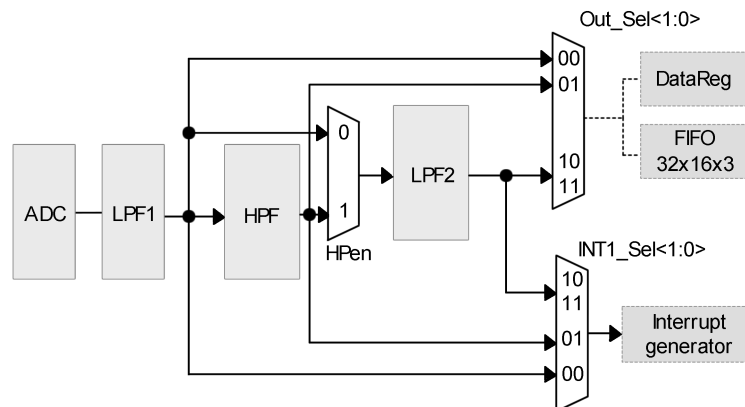 Out_Sel<1:0>
00
01
10
11
DataReg
FIFO
32x16x3
ADC
LPF1
HPF
0
1
HPen
LPF2
INT1_Sel<1:0>
10
11
01
00
Interrupt
generator